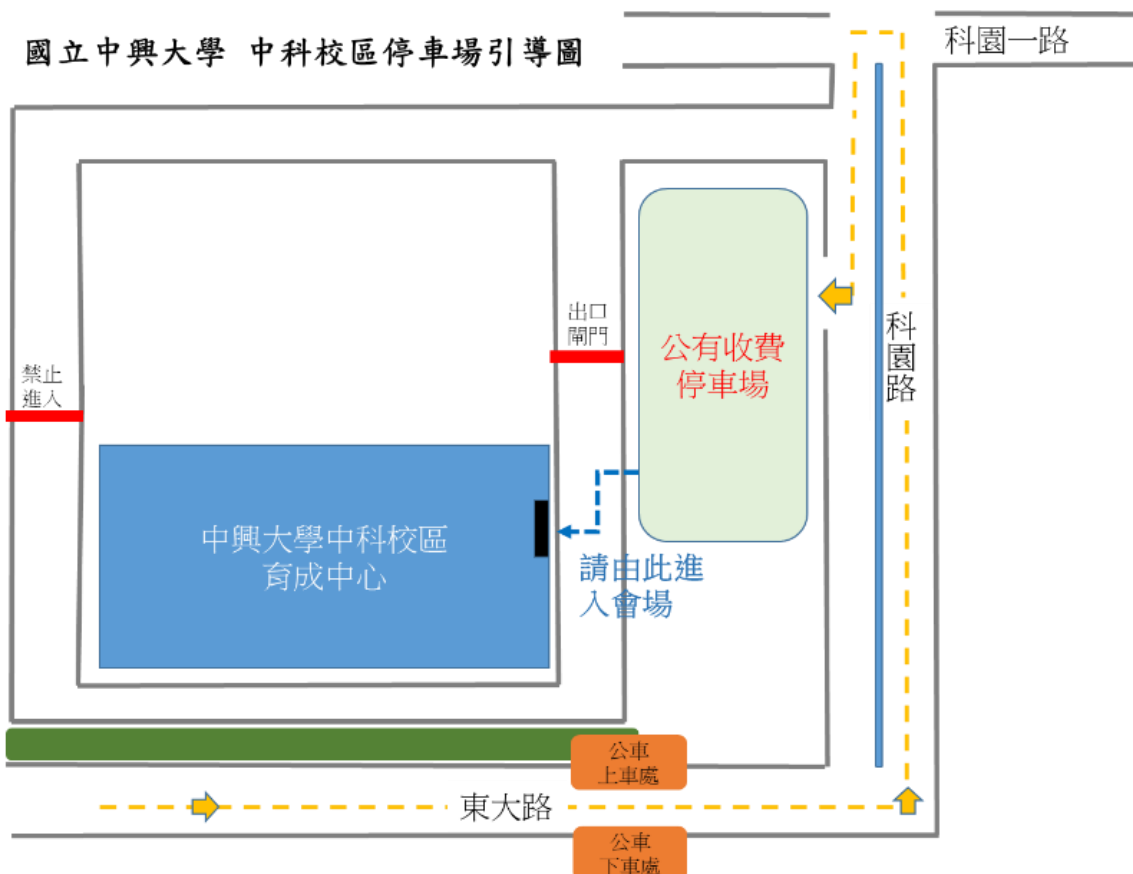 國立中興大學 中科校區停車場引導圖
科園一路
出口
閘門
公有收費
停車場
科園路
禁止
進入
中興大學中科校區
育成中心
請由此進
入會場
公車
上車處
東大路
公車
下車處